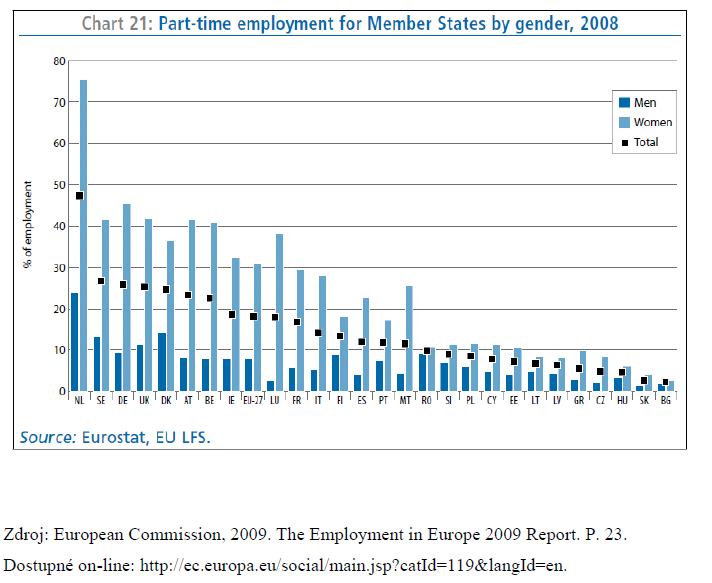 Chart 21: Part-time employment for Member States by gender, 2008
80
70
60
50
40
30
20
10
0
% of employment
Men
Women
Total
NL SE DE UK DK AT BE IE EU-27 LU FR IT FI ES PT MT RO SI PL CY EE LT LV GR CZ HU SK BG
Source: Eurostat, EU LFS.
Zdroj: European Commission, 2009. The Employment in Europe 2009 Report. P. 23.
Dostupné on-line: http://ec.europa.eu/social/main.jsp?catId=119&langId=en.